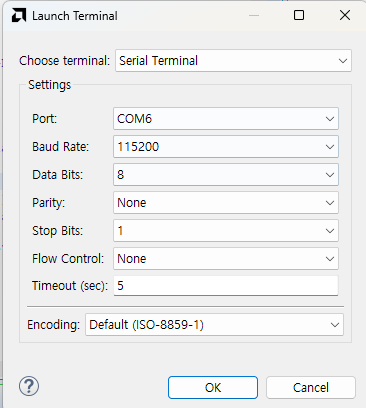 Launch Terminal
Choose terminal: Serial Terminal
Settings
Port: COM6
Baud Rate: 115200
Data Bits: 8
Parity: None
Stop Bits: 1
Flow Control: None
Timeout (sec): 5
Encoding: Default (ISO-8859-1)
? OK Cancel